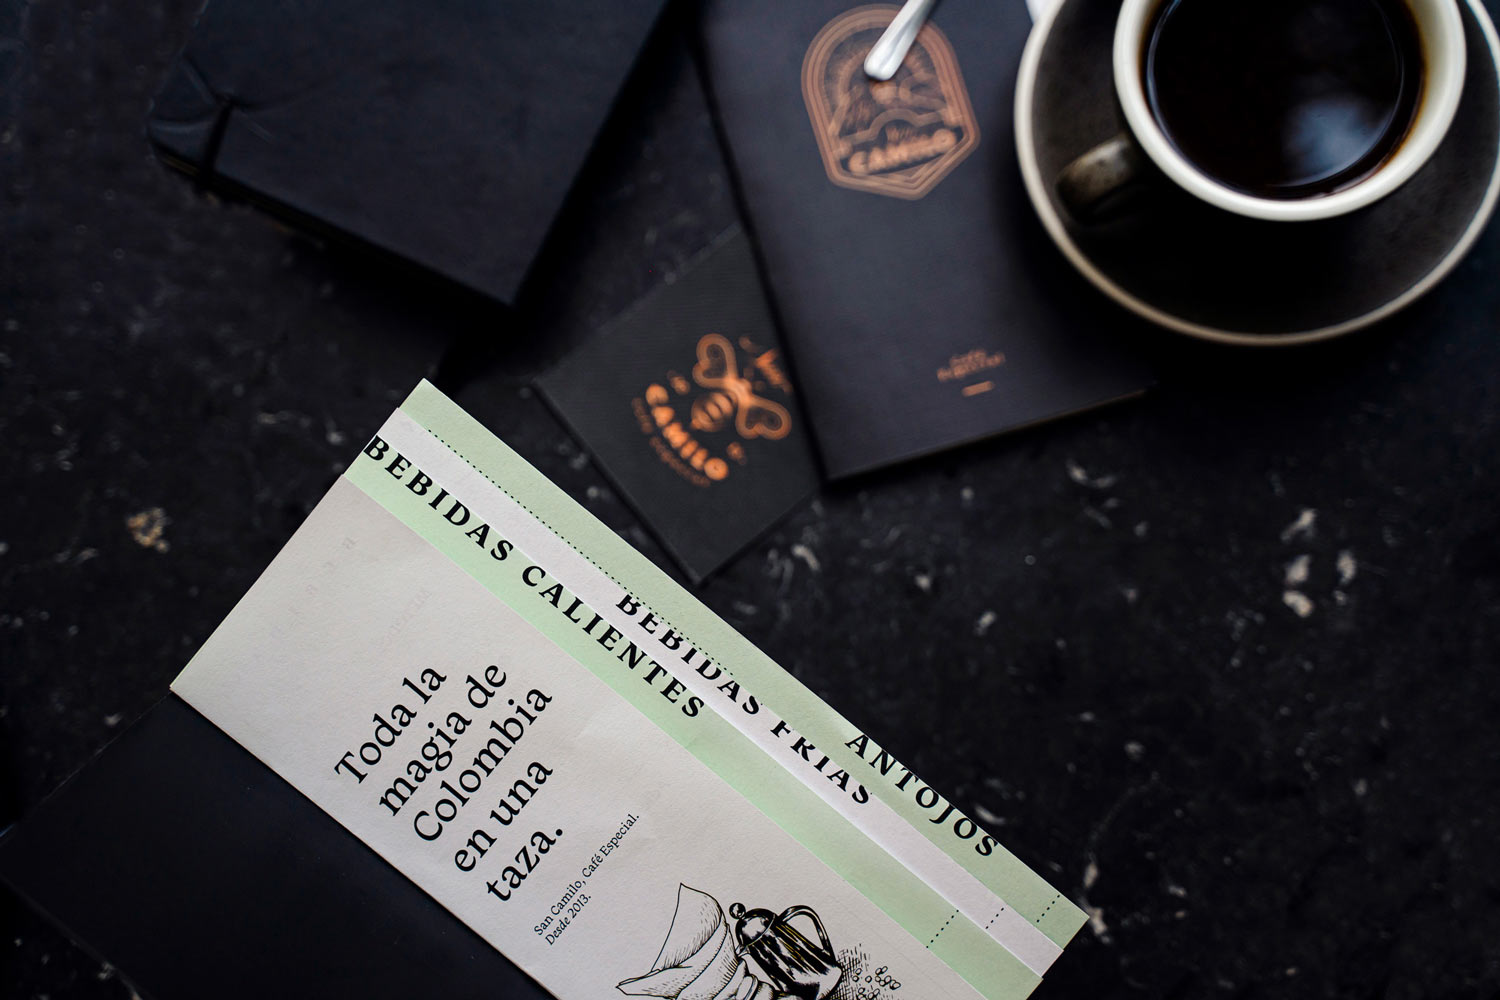 CAMILO
CAMILO
BEBIDAS CALIENTES
BEBIDAS FRIAS
ANTOJOS
Toda la
magia de
Colombia
en una
taza.
San Camilo, Café Especial.
Desde 2013.